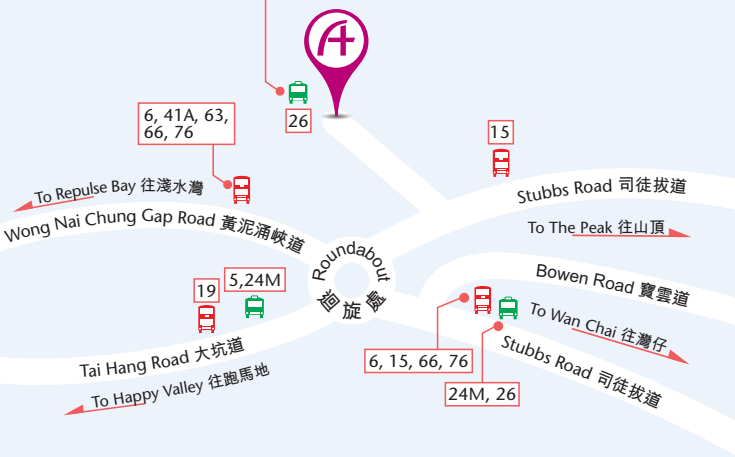 26
6, 41A, 63,
66, 76
15
To Repulse Bay 往淺水灣
Wong Nai Chung Gap Road 黃泥涌峽道
Stubbs Road 司徒拔道
To The Peak 往山頂
Roundabout
迴旋處
Bowen Road 寶雲道
19
5,24M
To Wan Chai 往灣仔
Tai Hang Road 大坑道
Stubbs Road 司徒拔道
6, 15, 66, 76
24M, 26
To Happy Valley 往跑馬地